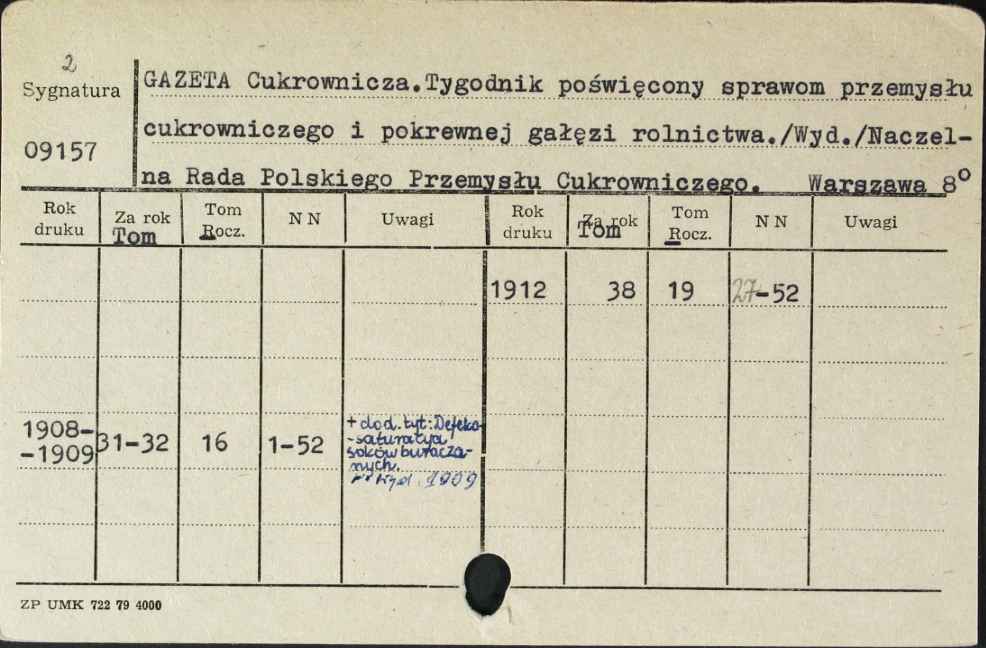 2
Sygnatura
09157
GAZETA Cukrownicza.Tygodnik poświęcony sprawom przemysłu
cukrowniczego i pokrewnej gałęzi rolnictwa./Wyd./Naczel-
na Rada Polskiego Przemysłu Cukrowniczego. Warszawa 8°
Rok druku Za rok Tom Tom Rocz. N N Uwagi Rok druku Za rok Tom Tom Rocz. N N Uwagi
1912 38 19 27-52
1908-
-1909 31-32 16 1-52
+ dod. tyt: Defeko-
-saturacja
soków buracza-
nych.
wyd. 1909
ZP UMK 722 79 4000